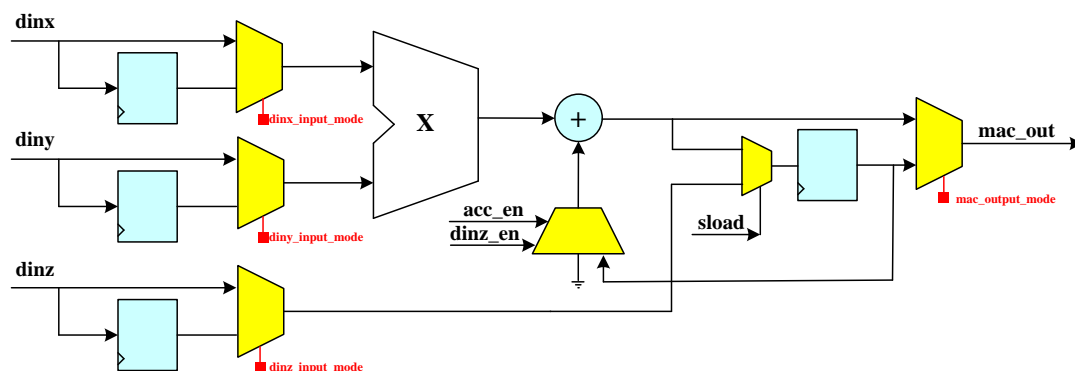 dinx
dinx_input_mode
X
+
mac_out
diny
mac_output_mode
acc_en
diny_input_mode
dinz_en
sload
dinz
dinz_input_mode